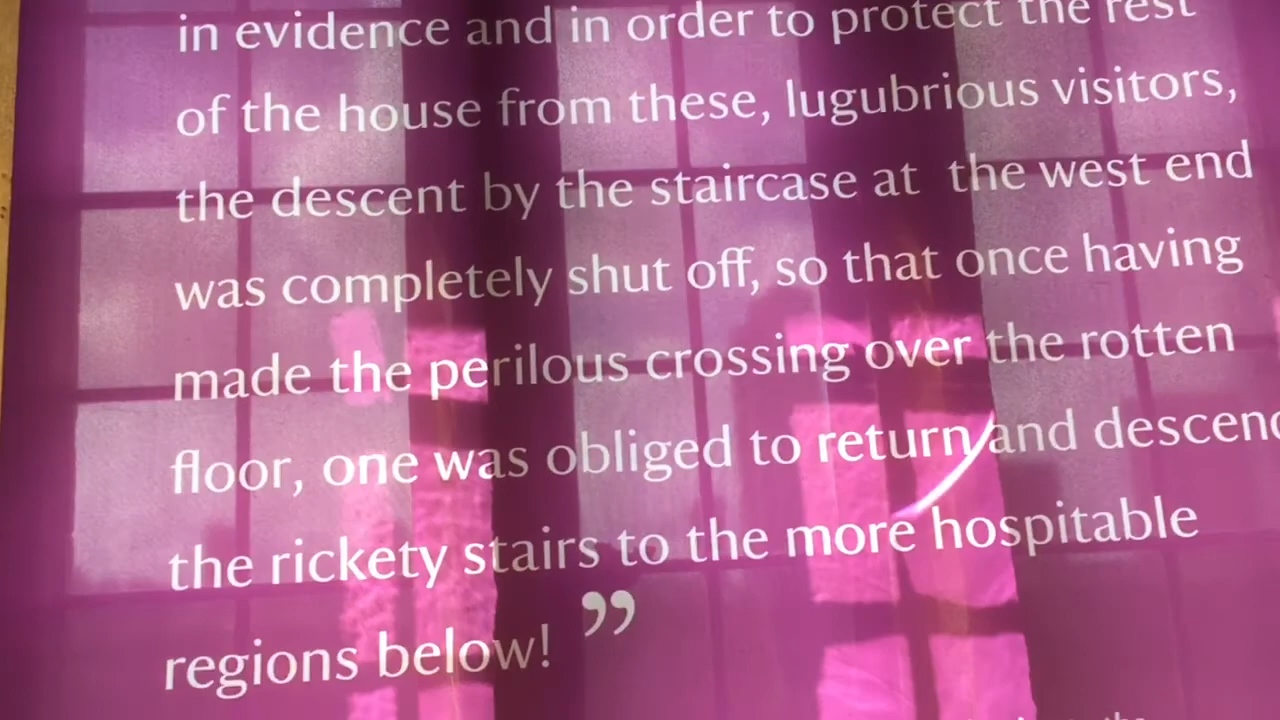 in evidence and in order to protect the rest
of the house from these, lugubrious visitors,
the descent by the staircase at the west end
was completely shut off, so that once having
made the perilous crossing over the rotten
floor, one was obliged to return and descend
the rickety stairs to the more hospitable
regions below! ”